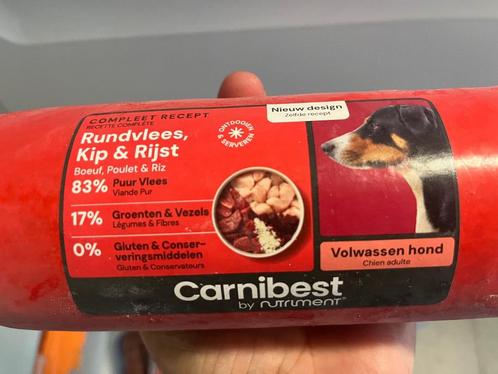 COMPLEET RECEPT
RECETTE COMPLÈTE
Rundvlees,
Kip & Rijst
Boeuf, Poulet & Riz
83% Puur Vlees
Viande Pur
17% Groenten & Vezels
Légumes & Fibres
0% Gluten & Conser-
veringsmiddelen
Gluten & Conservateurs
ONTDOOIEN & SERVEREN
Nieuw design
Zelfde recept
Volwassen hond
Chien adulte
Carnibest
by nutriment